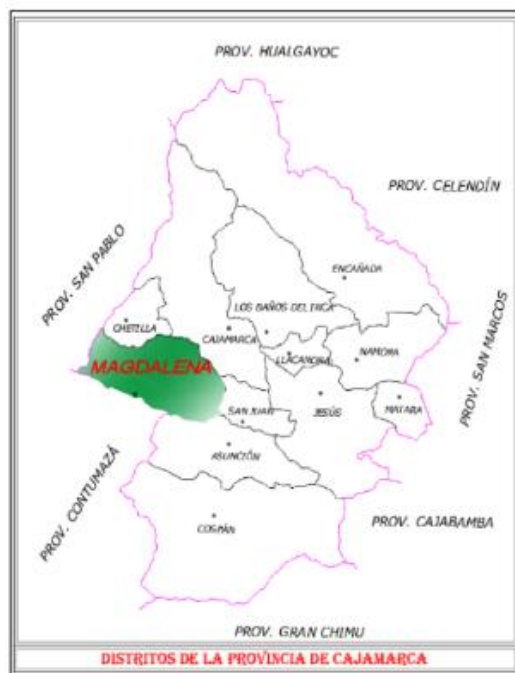 PROV. HUALGAYOC
PROV. CELENDÍN
PROV. SAN PABLO
ENCAÑADA
LOS BAÑOS DEL INCA
CHETILLA
CAJAMARCA
LLACANORA
NAMORA
PROV. SAN MARCOS
MAGDALENA
SAN JUAN
JESÚS
MATARA
ASUNCIÓN
PROV. CONTUMAZÁ
COSPÁN
PROV. CAJABAMBA
PROV. GRAN CHIMU
DISTRITOS DE LA PROVINCIA DE CAJAMARCA